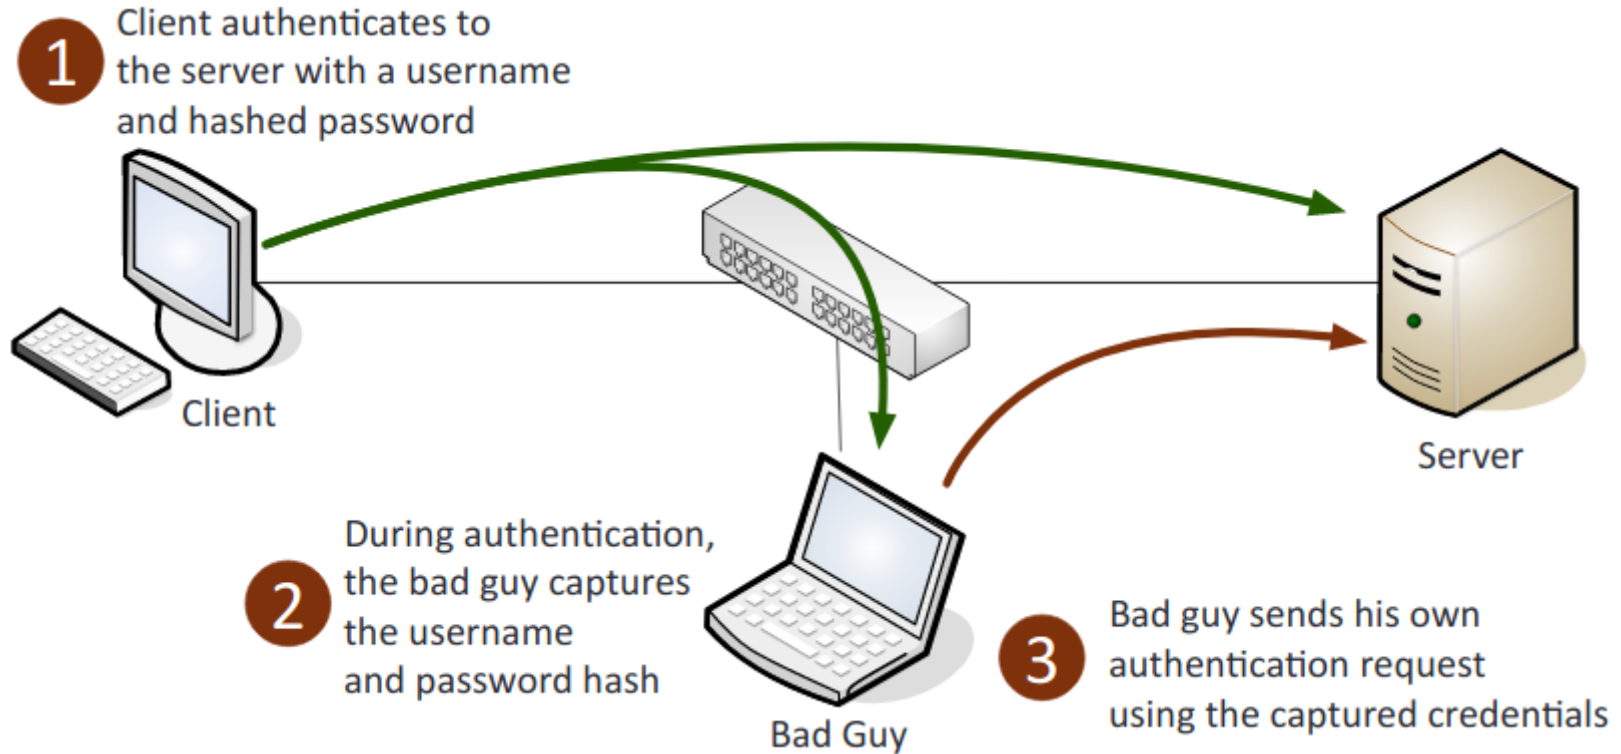 1
Client authenticates to
the server with a username
and hashed password
Client
Server
2
During authentication,
the bad guy captures
the username
and password hash
Bad Guy
3
Bad guy sends his own
authentication request
using the captured credentials